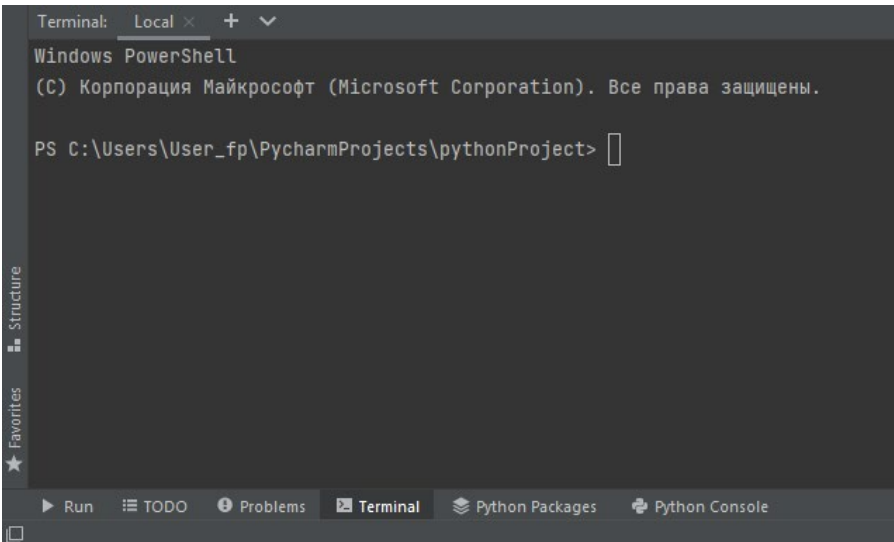 Terminal: Local × + ∨
Windows PowerShell
(C) Корпорация Майкрософт (Microsoft Corporation). Все права защищены.
PS C:\Users\User_fp\PycharmProjects\pythonProject>
Structure
Favorites
Run TODO Problems Terminal Python Packages Python Console